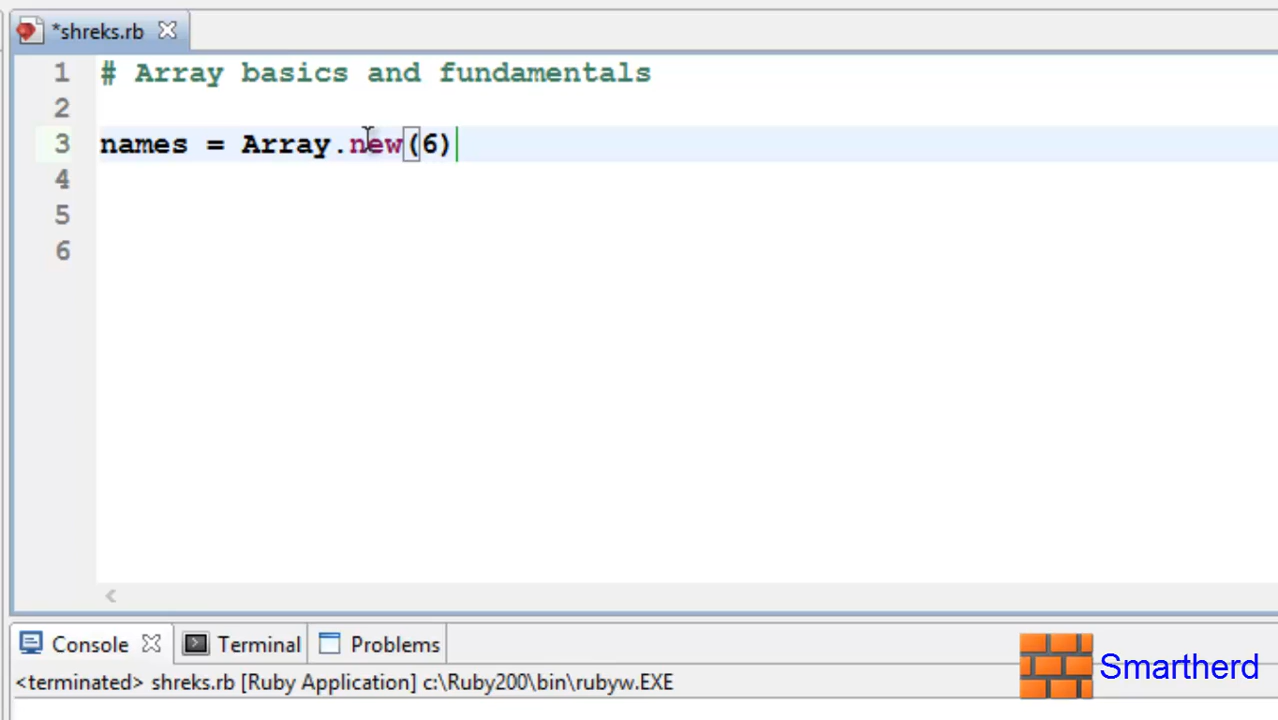 *shreks.rb
1 # Array basics and fundamentals
2
3 names = Array.new(6)
4
5
6
Console Terminal Problems
<terminated> shreks.rb [Ruby Application] c:\Ruby200\bin\rubyw.EXE
Smartherd